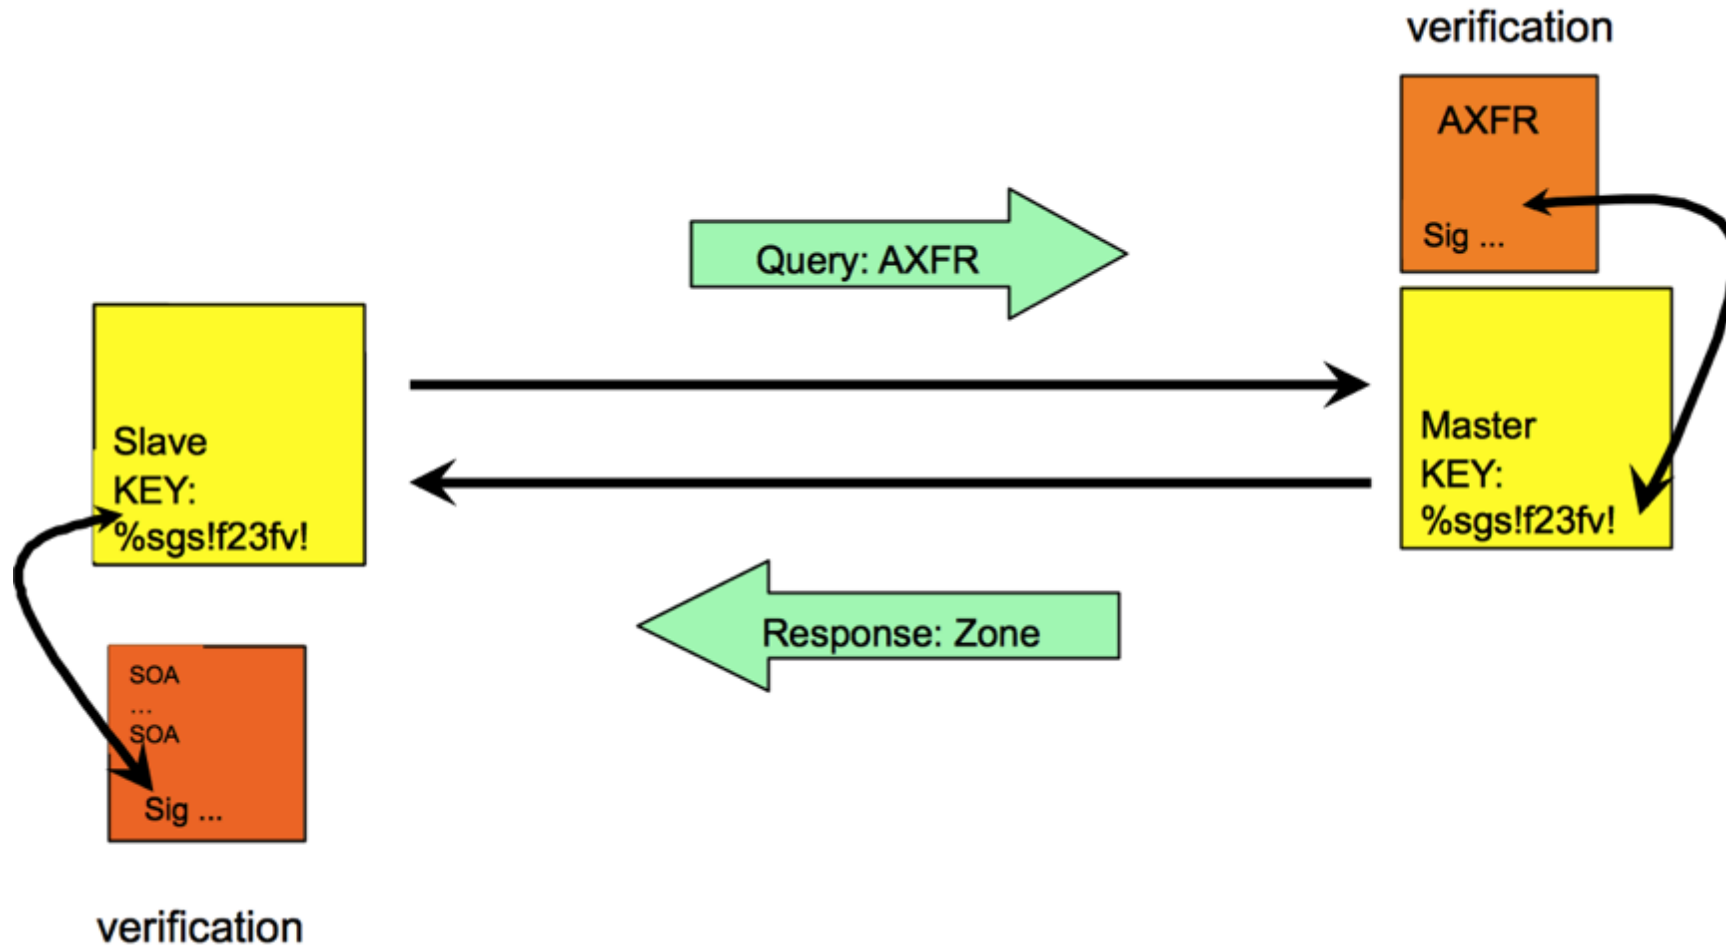 verification
AXFR
Sig ...
Query: AXFR
Slave
KEY:
%sgs!f23fv!
Master
KEY:
%sgs!f23fv!
Response: Zone
SOA
...
SOA
Sig ...
verification